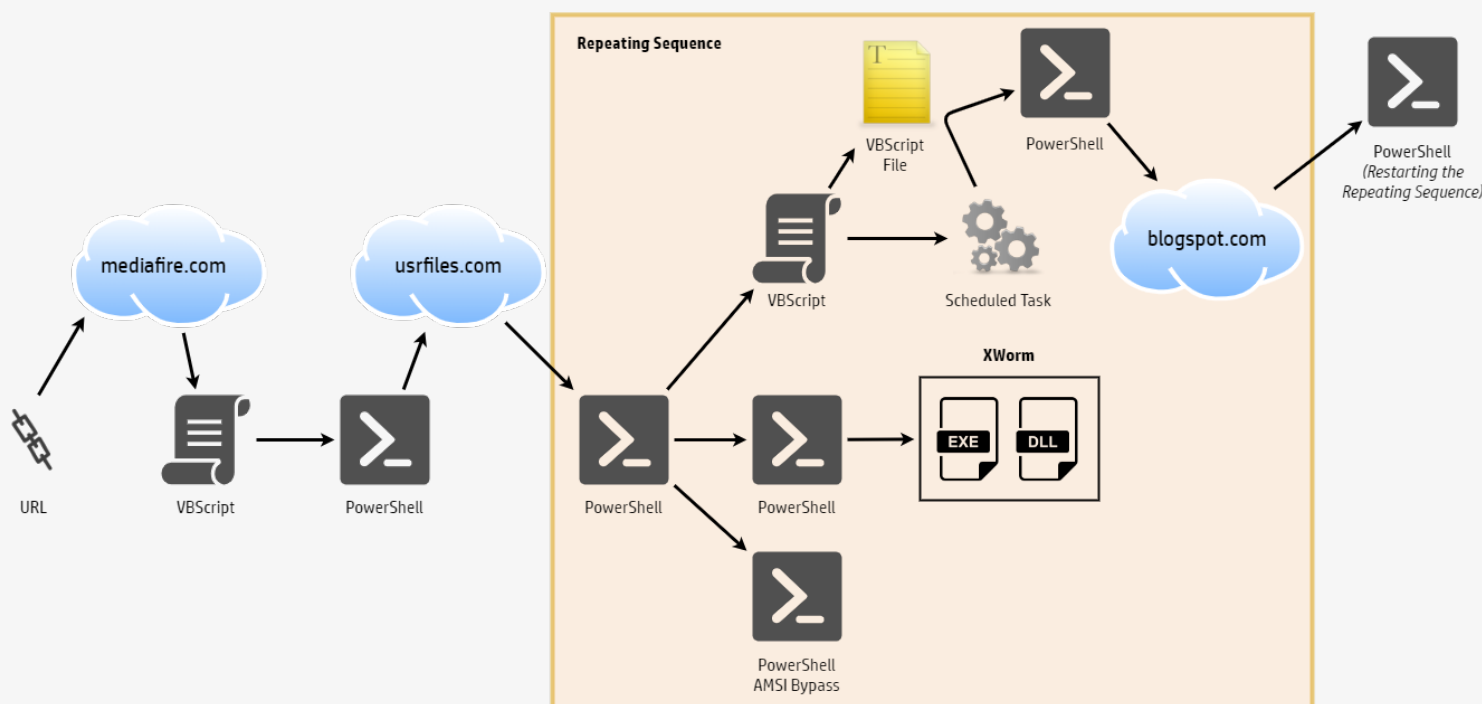 Repeating Sequence
T
VBScript
File
PowerShell
PowerShell
(Restarting the
Repeating Sequence)
mediafire.com
usrfiles.com
blogspot.com
VBScript
Scheduled Task
XWorm
EXE
DLL
URL
VBScript
PowerShell
PowerShell
PowerShell
PowerShell
AMSI Bypass